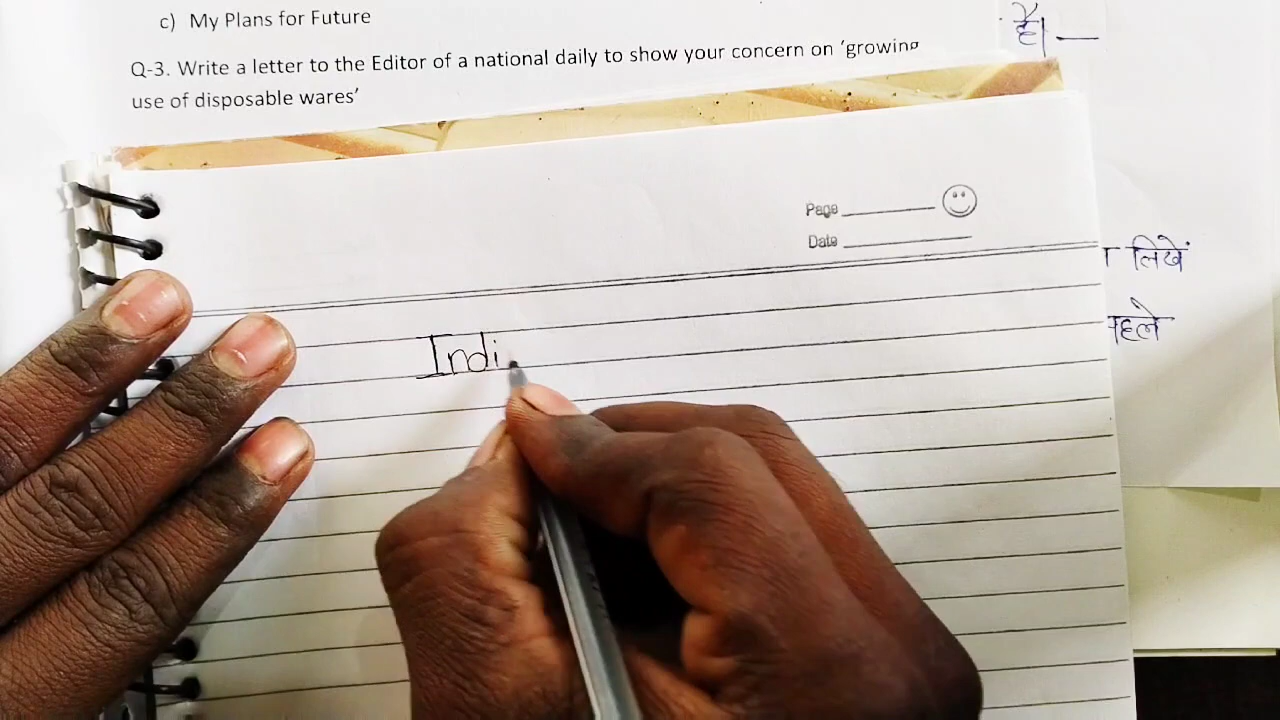 c) My Plans for Future
है। —
Q-3. Write a letter to the Editor of a national daily to show your concern on ‘growing
use of disposable wares’
Page
Date
लिखें
पहले
Indi